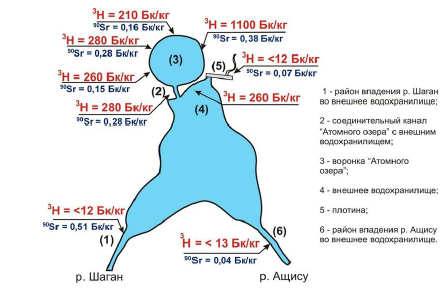 ³H = 210 Бк/кг
⁹⁰Sr = 0,16 Бк/кг
³H = 280 Бк/кг
⁹⁰Sr = 0,28 Бк/кг
³H = 1100 Бк/кг
⁹⁰Sr = 0,38 Бк/кг
(3)
³H = <12 Бк/кг
⁹⁰Sr = 0,07 Бк/кг
(5)
³H = 260 Бк/кг
⁹⁰Sr = 0,15 Бк/кг
(2)
³H = 280 Бк/кг
⁹⁰Sr = 0,28 Бк/кг
(4)
³H = 260 Бк/кг
³H = <12 Бк/кг
⁹⁰Sr = 0,51 Бк/кг
(1)
(6)
³H = < 13 Бк/кг
⁹⁰Sr = 0,04 Бк/кг
р. Шаган
р. Ащису
1 - район впадения р. Шаган
во внешнее водохранилище;
2 - соединительный канал
"Атомного озера" с внешним
водохранилищем;
3 - воронка "Атомного
озера";
4 - внешнее водохранилище;
5 - плотина;
6 - район впадения р. Ащису
во внешнее водохранилище.